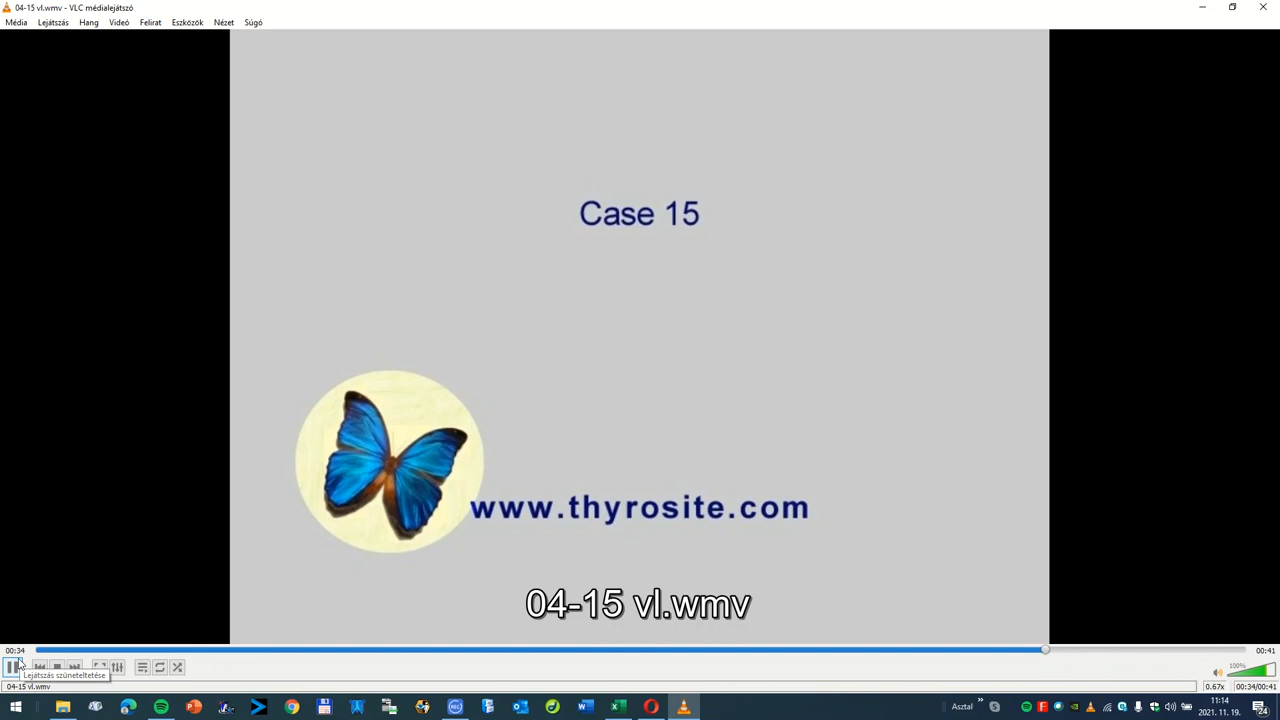 04-15 vl.wmv - VLC médialejátszó
Média Lejátszás Hang Videó Felirat Eszközök Nézet Súgó
Case 15
www.thyrosite.com
04-15 vl.wmv
00:34 00:41
Lejátszás szüneteltetése
100%
04-15 vl.wmv 0.67x 00:34/00:41
Asztal 11:14
2021. 11. 19.